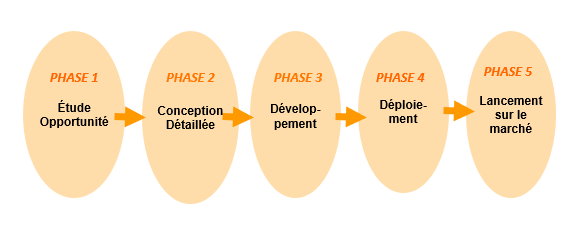 PHASE 1
Étude
Opportunité
PHASE 2
Conception
Détaillée
PHASE 3
Dévelop-
pement
PHASE 4
Déploie-
ment
PHASE 5
Lancement
sur le
marché